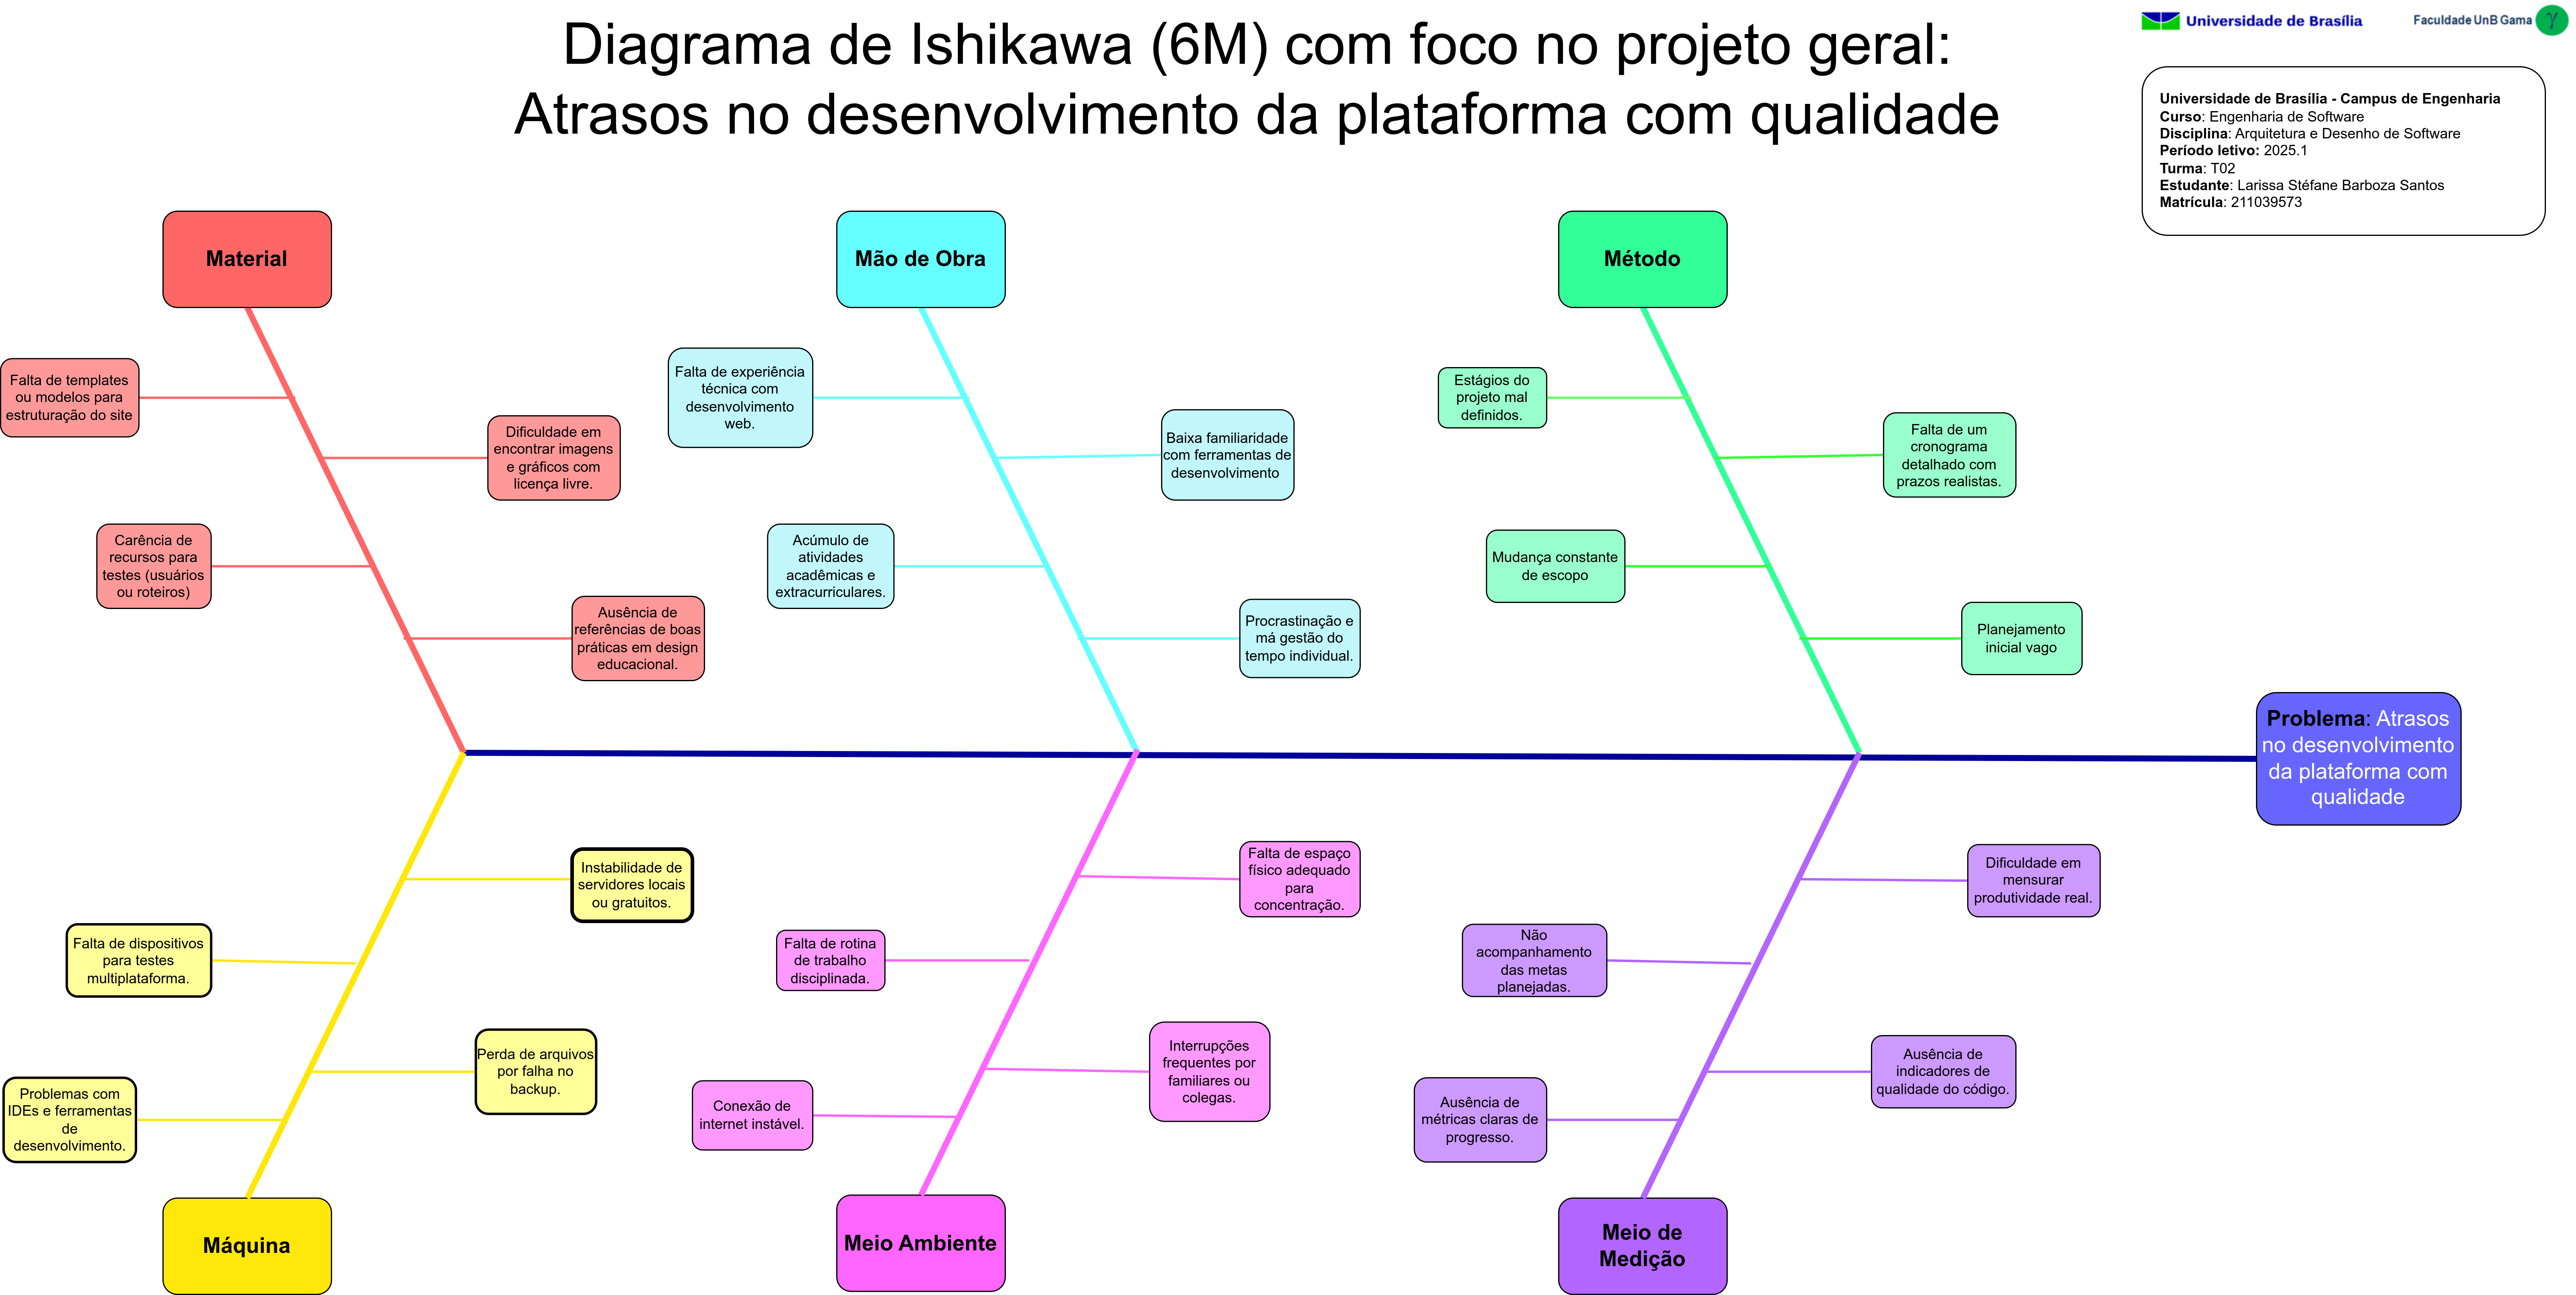 Diagrama de Ishikawa (6M) com foco no projeto geral:
Atrasos no desenvolvimento da plataforma com qualidade
Universidade de Brasília
Faculdade UnB Gama
γ
Universidade de Brasília - Campus de Engenharia
Curso: Engenharia de Software
Disciplina: Arquitetura e Desenho de Software
Período letivo: 2025.1
Turma: T02
Estudante: Larissa Stéfane Barboza Santos
Matrícula: 211039573
Material
Falta de templates
ou modelos para
estruturação do site
Dificuldade em
encontrar imagens
e gráficos com
licença livre.
Carência de
recursos para
testes (usuários
ou roteiros)
Ausência de
referências de boas
práticas em design
educacional.
Mão de Obra
Falta de experiência
técnica com
desenvolvimento
web.
Baixa familiaridade
com ferramentas de
desenvolvimento
Acúmulo de
atividades
acadêmicas e
extracurriculares.
Procrastinação e
má gestão do
tempo individual.
Método
Estágios do
projeto mal
definidos.
Falta de um
cronograma
detalhado com
prazos realistas.
Mudança constante
de escopo
Planejamento
inicial vago
Problema: Atrasos
no desenvolvimento
da plataforma com
qualidade
Instabilidade de
servidores locais
ou gratuitos.
Falta de dispositivos
para testes
multiplataforma.
Perda de arquivos
por falha no
backup.
Problemas com
IDEs e ferramentas
de
desenvolvimento.
Máquina
Falta de espaço
físico adequado
para
concentração.
Falta de rotina
de trabalho
disciplinada.
Interrupções
frequentes por
familiares ou
colegas.
Conexão de
internet instável.
Meio Ambiente
Dificuldade em
mensurar
produtividade real.
Não
acompanhamento
das metas
planejadas.
Ausência de
indicadores de
qualidade do código.
Ausência de
métricas claras de
progresso.
Meio de
Medição